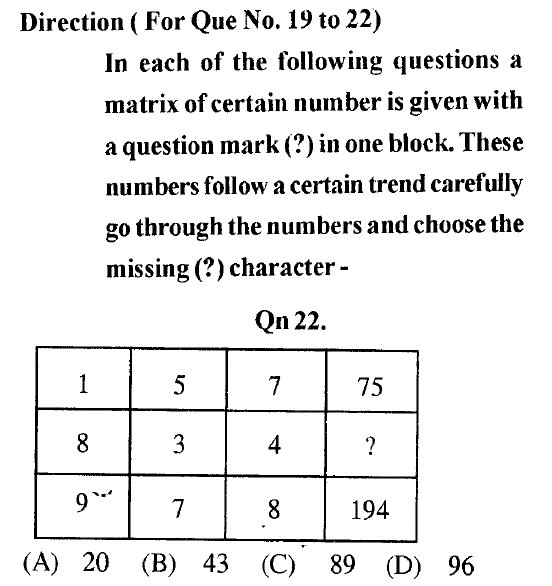 Direction ( For Que No. 19 to 22)
In each of the following questions a
matrix of certain number is given with
a question mark (?) in one block. These
numbers follow a certain trend carefully
go through the numbers and choose the
missing (?) character -
Qn 22.
1 5 7 75
8 3 4 ?
9 7 8 194
(A) 20 (B) 43 (C) 89 (D) 96